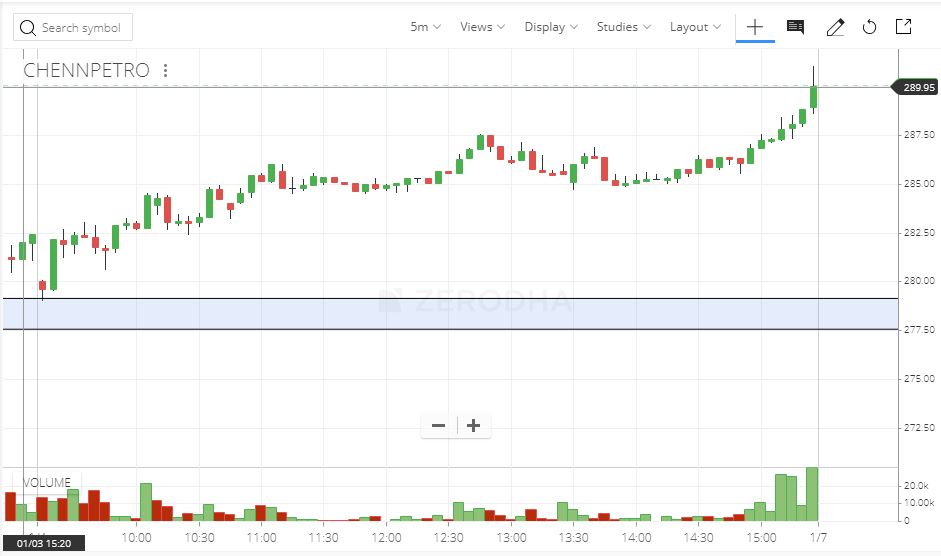 Search symbol 5m Views Display Studies Layout
CHENNPETRO
289.95
287.50
285.00
282.50
280.00
ZERODHA
277.50
275.00
272.50
VOLUME
20.0k
10.00k
0
10:00 10:30 11:00 11:30 12:00 12:30 13:00 13:30 14:00 14:30 15:00 1/7
01/03 15:20